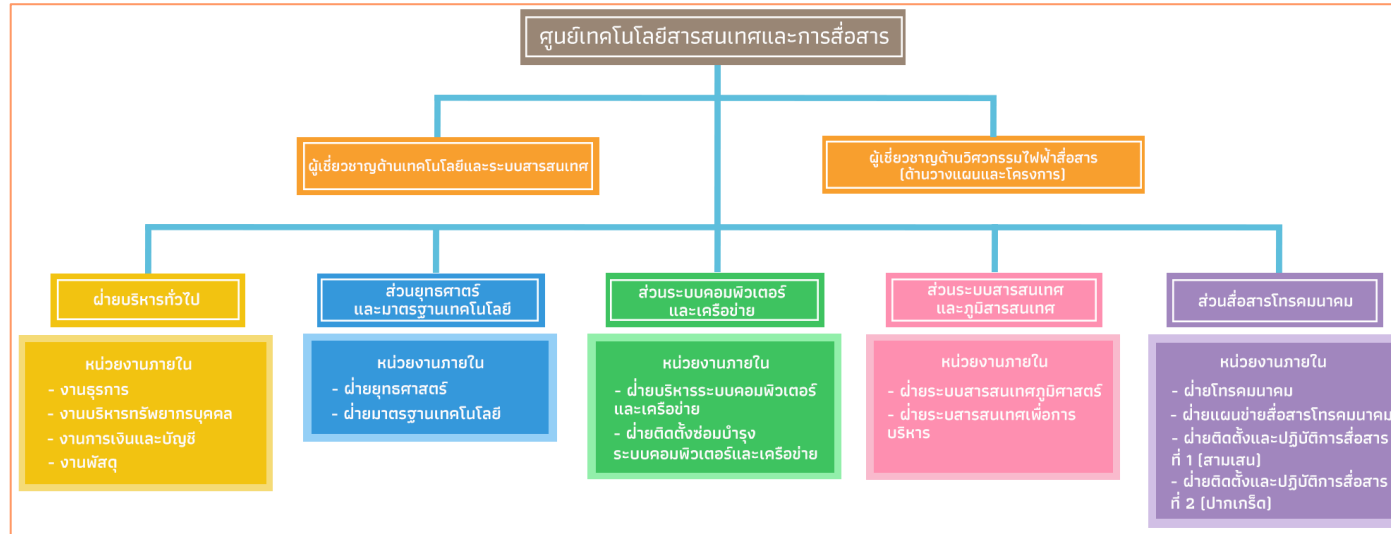 ศูนย์เทคโนโลยีสารสนเทศและการสื่อสาร
ผู้เชี่ยวชาญด้านเทคโนโลยีและระบบสารสนเทศ
ผู้เชี่ยวชาญด้านวิศวกรรมไฟฟ้าสื่อสาร
(ด้านวางแผนและโครงการ)
ฝ่ายบริหารทั่วไป
หน่วยงานภายใน
- งานธุรการ
- งานบริหารทรัพยากรบุคคล
- งานการเงินและบัญชี
- งานพัสดุ
ส่วนยุทธศาตร์
และมาตรฐานเทคโนโลยี
หน่วยงานภายใน
- ฝ่ายยุทธศาสตร์
- ฝ่ายมาตรฐานเทคโนโลยี
ส่วนระบบคอมพิวเตอร์
และเครือข่าย
หน่วยงานภายใน
- ฝ่ายบริหารระบบคอมพิวเตอร์
และเครือข่าย
- ฝ่ายติดตั้งซ่อมบำรุง
ระบบคอมพิวเตอร์และเครือข่าย
ส่วนระบบสารสนเทศ
และภูมิสารสนเทศ
หน่วยงานภายใน
- ฝ่ายระบบสารสนเทศภูมิศาสตร์
- ฝ่ายระบสารสนเทศเพื่อการ
บริหาร
ส่วนสื่อสารโทรคมนาคม
หน่วยงานภายใน
- ฝ่ายโทรคมนาคม
- ฝ่ายแผนข่ายสื่อสารโทรคมนาคม
- ฝ่ายติดตั้งและปฏิบัติการสื่อสาร
ที่ 1 (สามเสน)
- ฝ่ายติดตั้งและปฏิบัติการสื่อสาร
ที่ 2 (ปากเกร็ด)